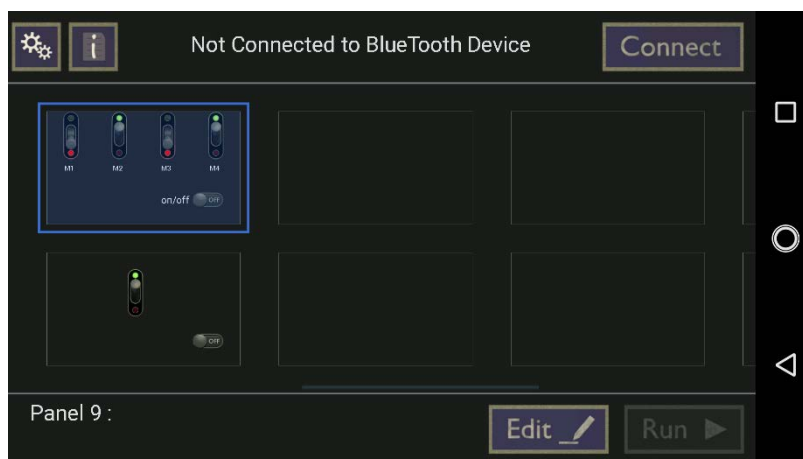 i
Not Connected to BlueTooth Device
Connect
M1 M2 M3 M4
on/off OFF
OFF
Panel 9 :
Edit
Run